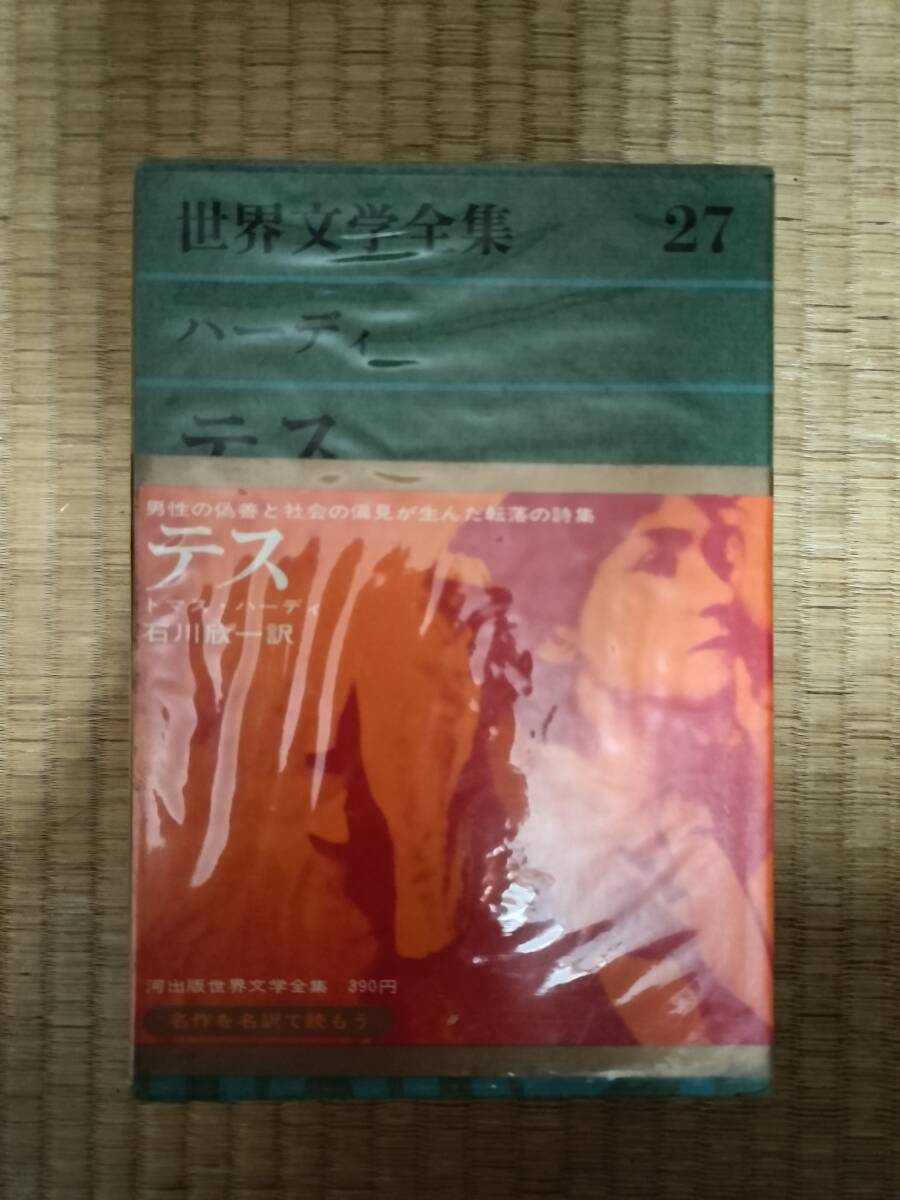 世界文学全集 27
ハーディ
テス
男性の偽善と社会の偏見が生んだ転落の詩集
テス
トマス・ハーディ
石川欣一訳
河出版世界文学全集 390円
名作を名訳で読もう